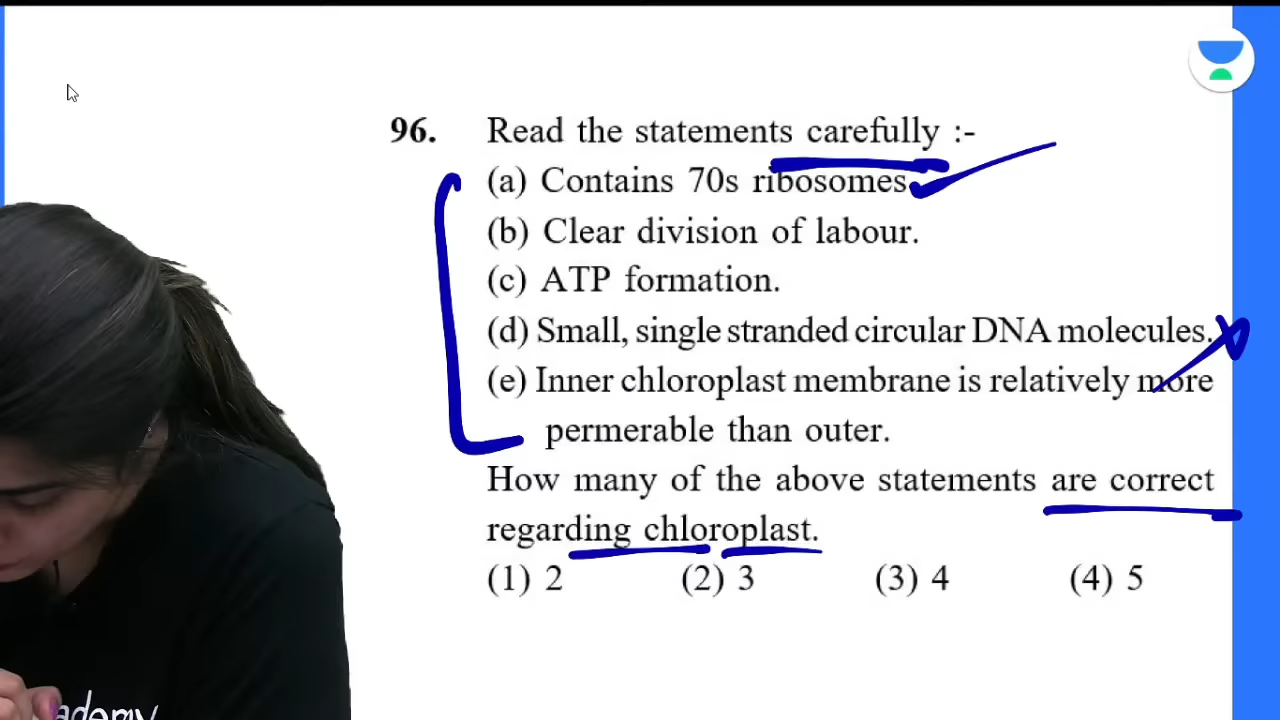 96. Read the statements carefully :-
(a) Contains 70s ribosomes
(b) Clear division of labour.
(c) ATP formation.
(d) Small, single stranded circular DNA molecules.
(e) Inner chloroplast membrane is relatively more
permerable than outer.
How many of the above statements are correct
regarding chloroplast.
(1) 2 (2) 3 (3) 4 (4) 5
ademy